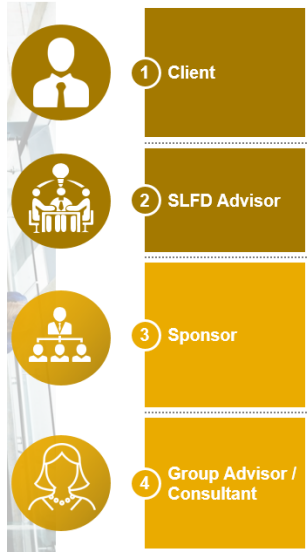 1 Client
2 SLFD Advisor
3 Sponsor
4 Group Advisor /
Consultant